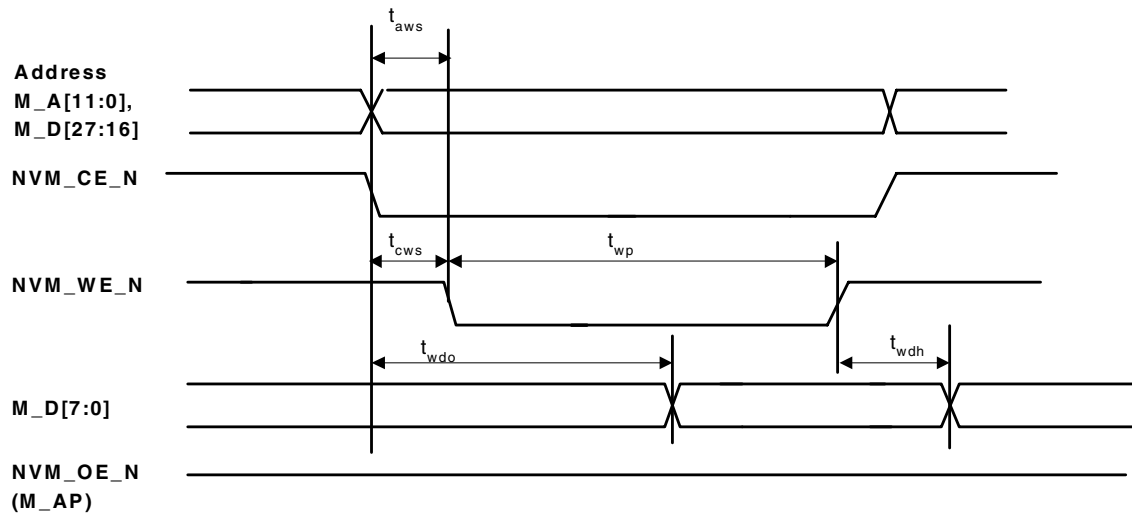 t_aws
Address
M_A[11:0],
M_D[27:16]
NVM_CE_N
t_cws
t_wp
NVM_WE_N
t_wdo
t_wdh
M_D[7:0]
NVM_OE_N
(M_AP)